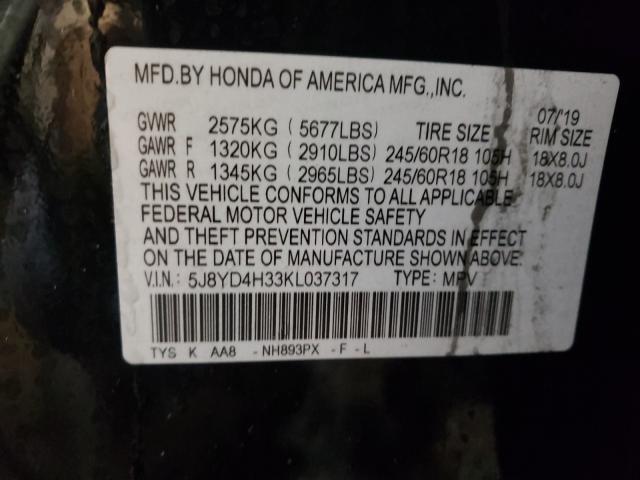 MFD.BY HONDA OF AMERICA MFG.,INC.
07/'19
GVWR 2575KG ( 5677LBS) TIRE SIZE RIM SIZE
GAWR F 1320KG ( 2910LBS) 245/60R18 105H 18X8.0J
GAWR R 1345KG ( 2965LBS) 245/60R18 105H 18X8.0J
THIS VEHICLE CONFORMS TO ALL APPLICABLE
FEDERAL MOTOR VEHICLE SAFETY
AND THEFT PREVENTION STANDARDS IN EFFECT
ON THE DATE OF MANUFACTURE SHOWN ABOVE.
V.I.N.: 5J8YD4H33KL037317 TYPE: MPV
TYS K AA8 - NH893PX - F - L